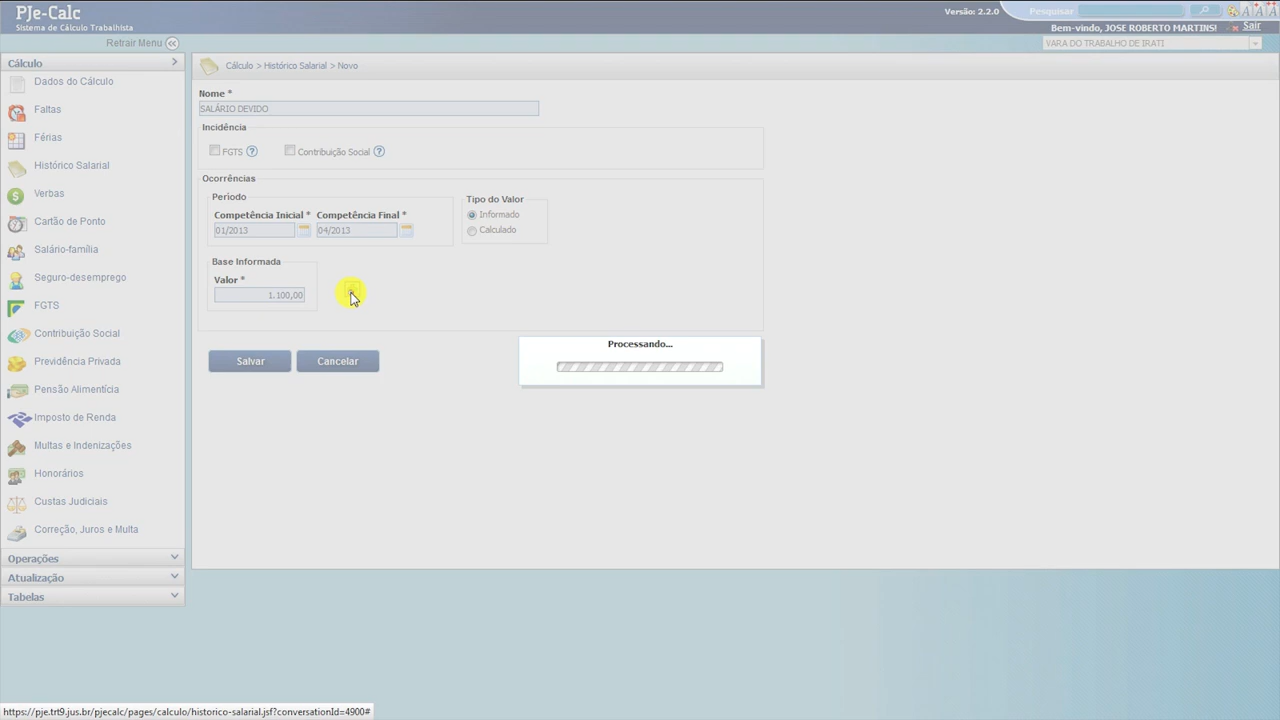 PJe-Calc
Sistema de Cálculo Trabalhista
Versão: 2.2.0
Pesquisar
A A A
Bem-vindo, JOSE ROBERTO MARTINS!
Sair
Retrair Menu
VARA DO TRABALHO DE IRATI
Cálculo
Dados do Cálculo
Faltas
Férias
Histórico Salarial
Verbas
Cartão de Ponto
Salário-família
Seguro-desemprego
FGTS
Contribuição Social
Previdência Privada
Pensão Alimentícia
Imposto de Renda
Multas e Indenizações
Honorários
Custas Judiciais
Correção, Juros e Multa
Operações
Atualização
Tabelas
Cálculo > Histórico Salarial > Novo
Nome *
SALÁRIO DEVIDO
Incidência
FGTS ?
Contribuição Social ?
Ocorrências
Período
Competência Inicial *
Competência Final *
01/2013
04/2013
Tipo do Valor
Informado
Calculado
Base Informada
Valor *
1.100,00
Salvar
Cancelar
Processando...
https://pje.trt9.jus.br/pjecalc/pages/calculo/historico-salarial.jsf?conversationId=4900#